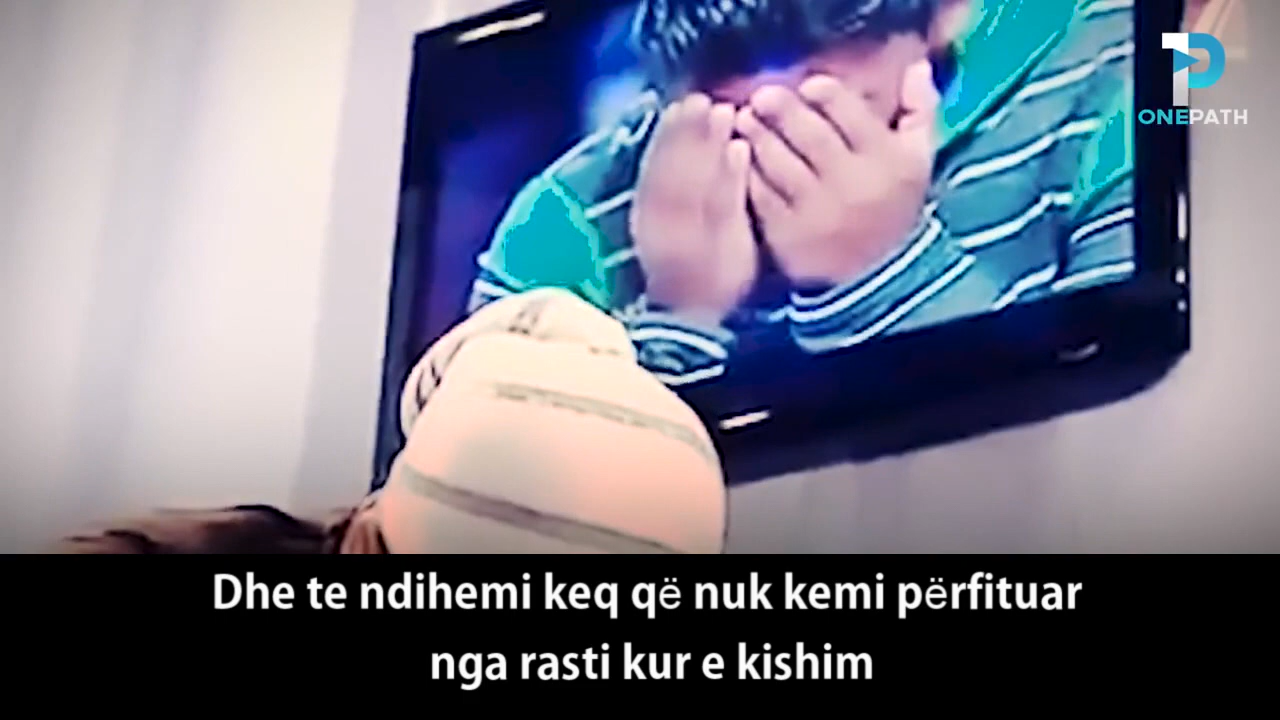 ONEPATH
Dhe te ndihemi keq që nuk kemi përfituar
nga rasti kur e kishim